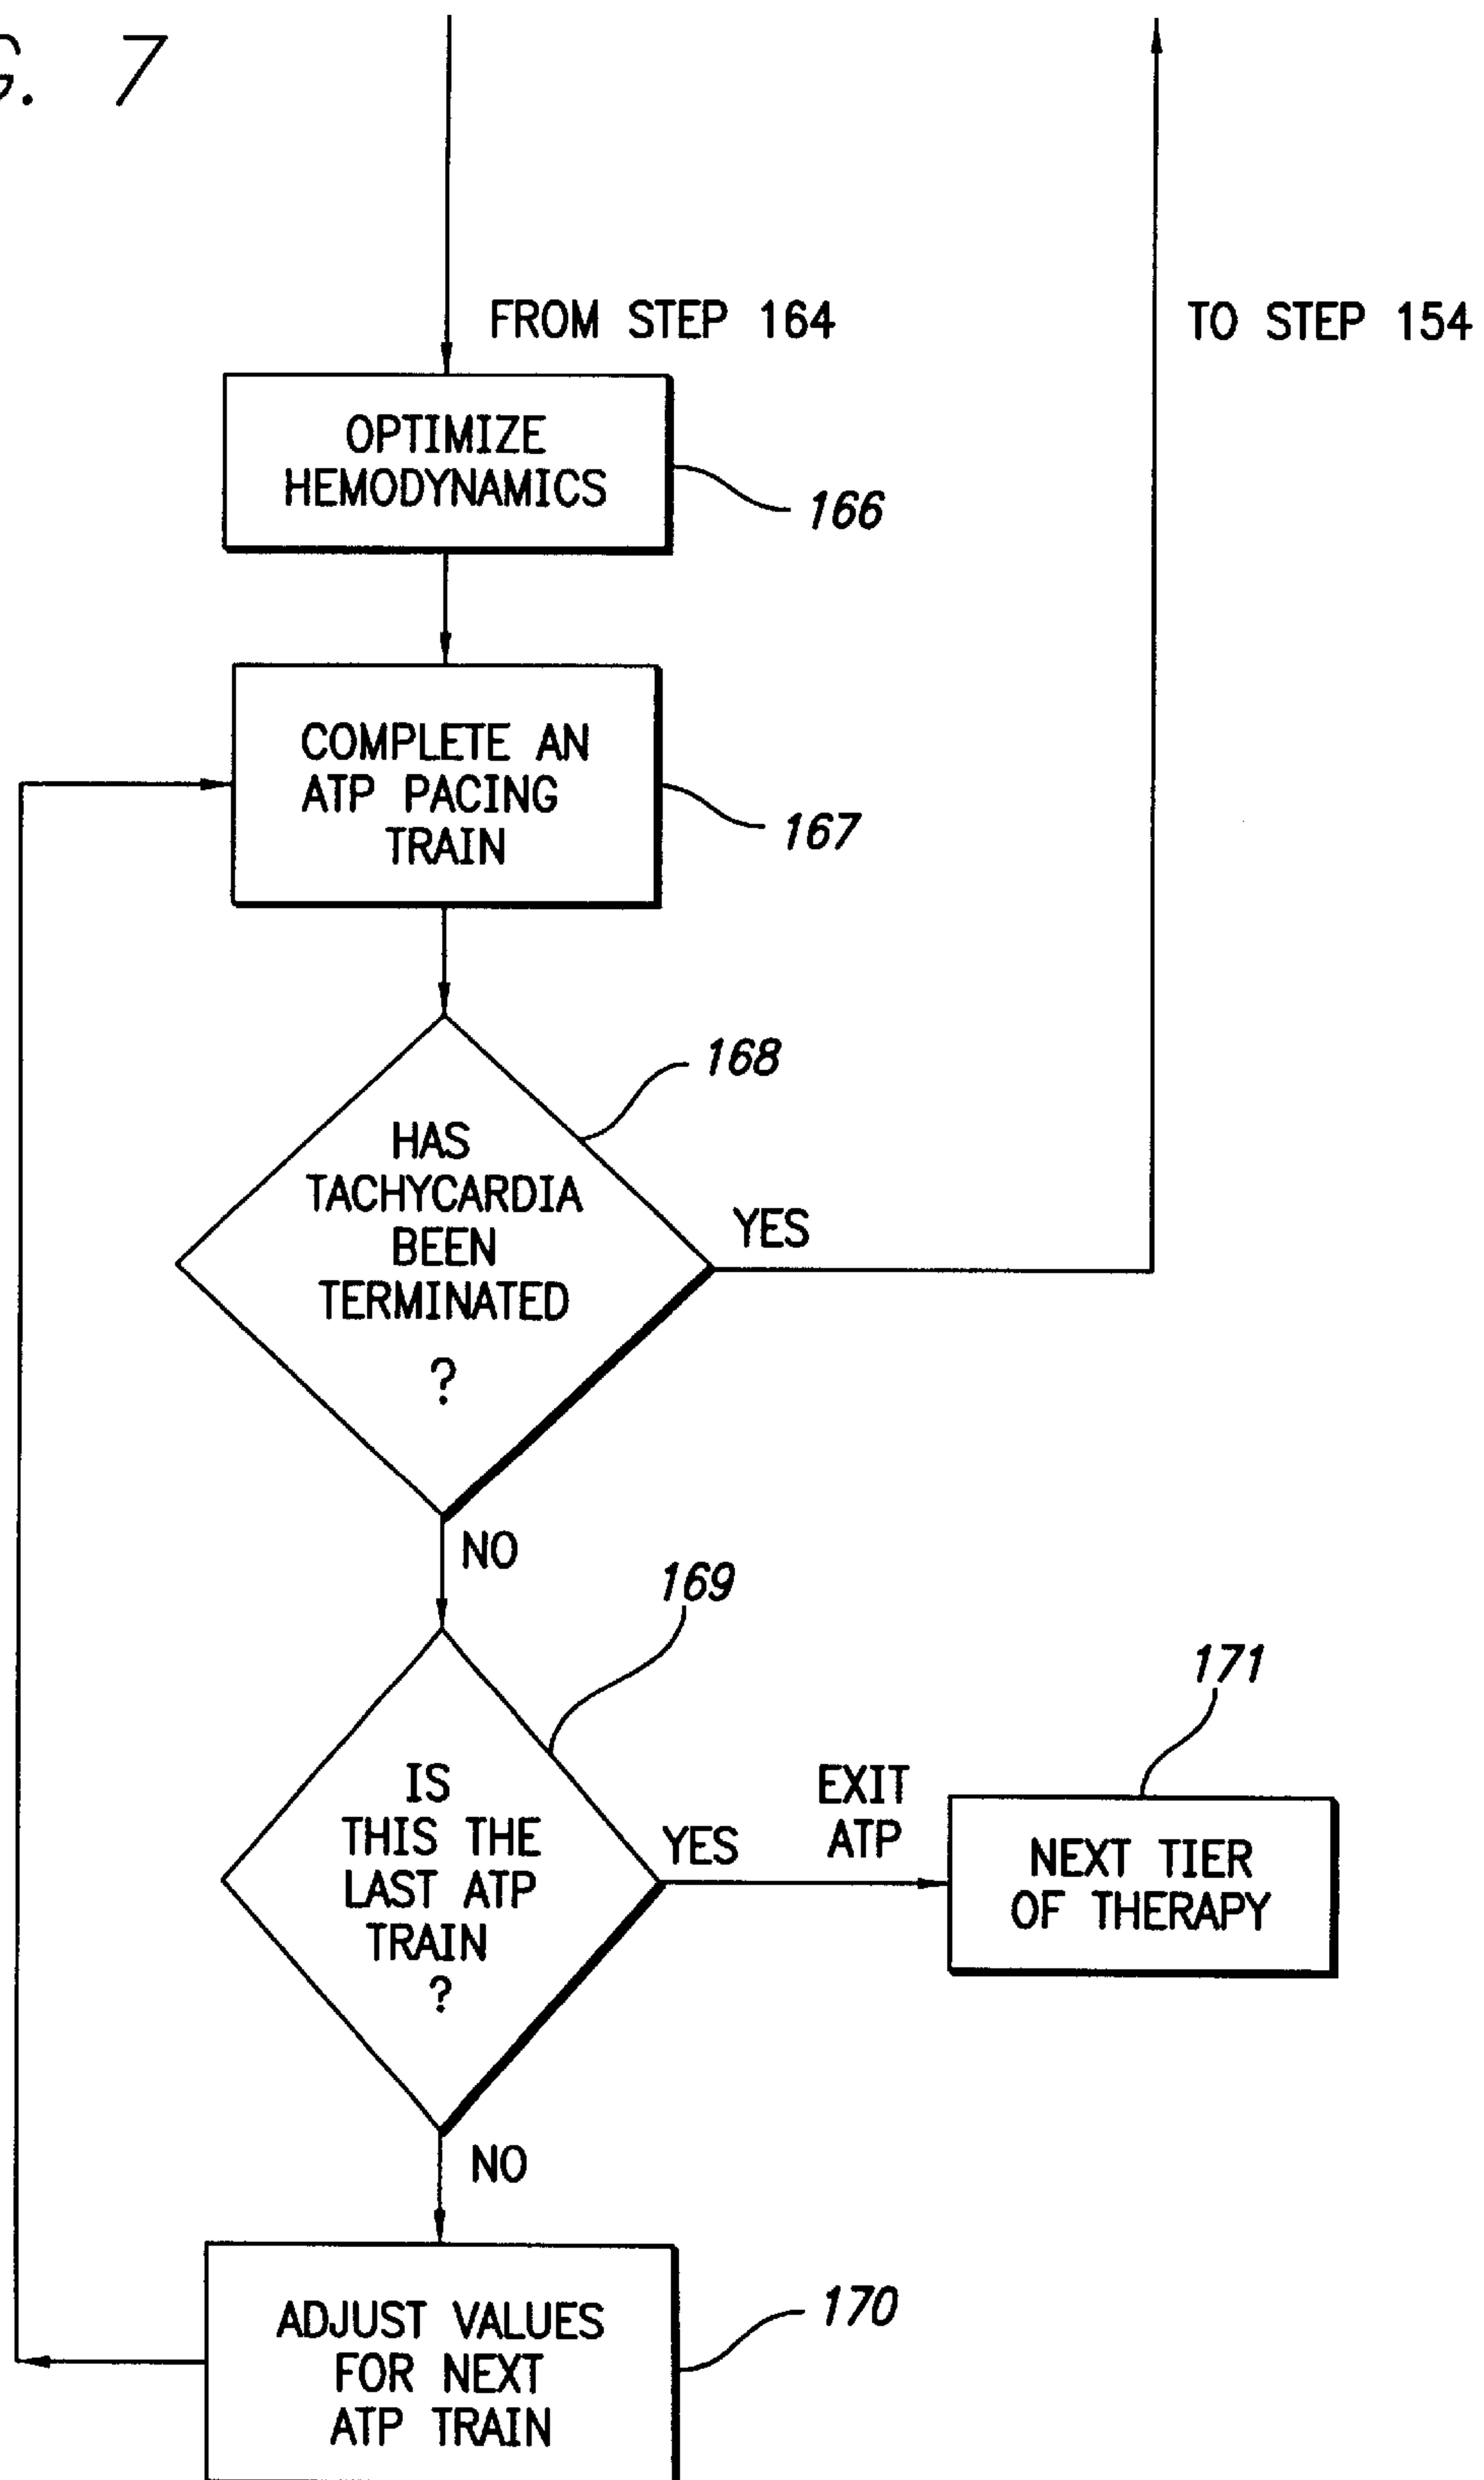 G. 7
FROM STEP 164
TO STEP 154
OPTIMIZE
HEMODYNAMICS
166
COMPLETE AN
ATP PACING
TRAIN
167
168
HAS
TACHYCARDIA
BEEN
TERMINATED
?
YES
NO
169
171
IS
THIS THE
LAST ATP
TRAIN
?
YES
EXIT
ATP
NEXT TIER
OF THERAPY
NO
ADJUST VALUES
FOR NEXT
ATP TRAIN
170